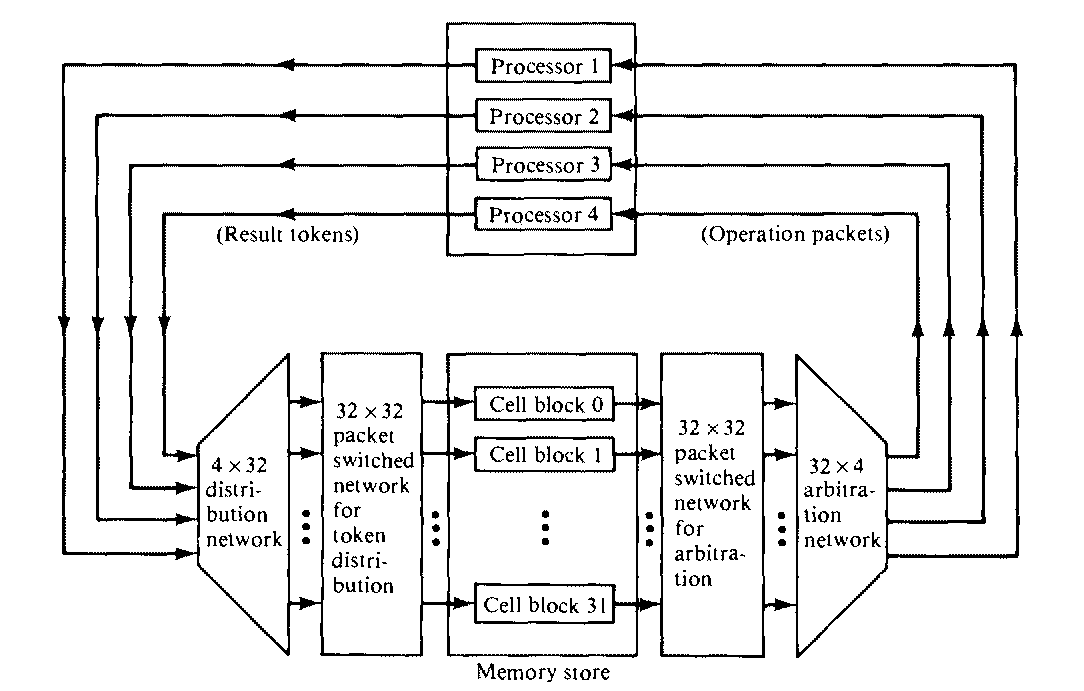 Processor 1
Processor 2
Processor 3
Processor 4
(Result tokens)
(Operation packets)
4 × 32
distri-
bution
network
32 × 32
packet
switched
network
for
token
distri-
bution
Cell block 0
Cell block 1
Cell block 31
Memory store
32 × 32
packet
switched
network
for
arbitra-
tion
32 × 4
arbitra-
tion
network